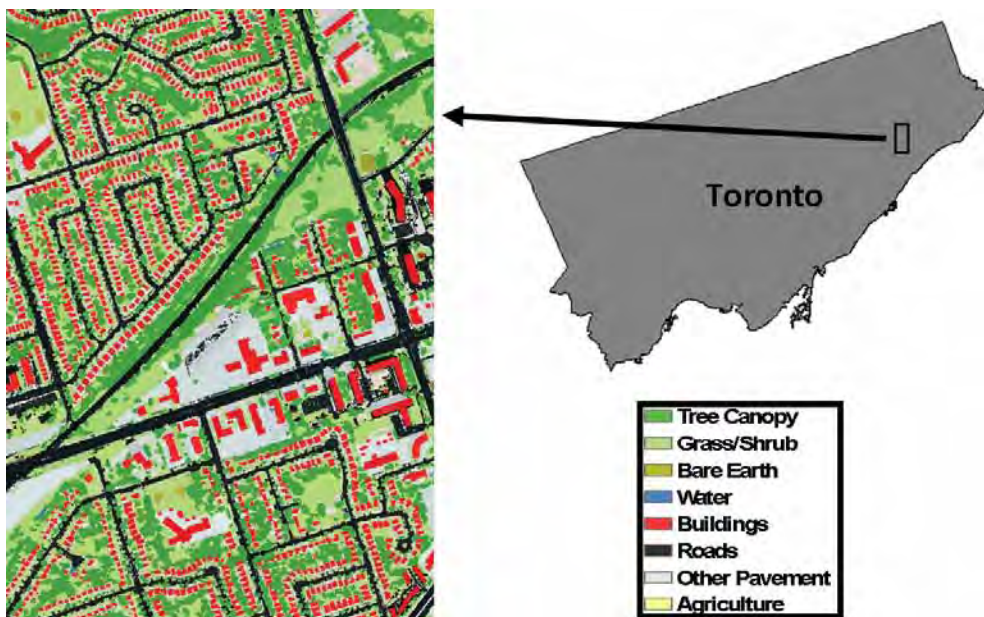 Toronto
Tree Canopy
Grass/Shrub
Bare Earth
Water
Buildings
Roads
Other Pavement
Agriculture